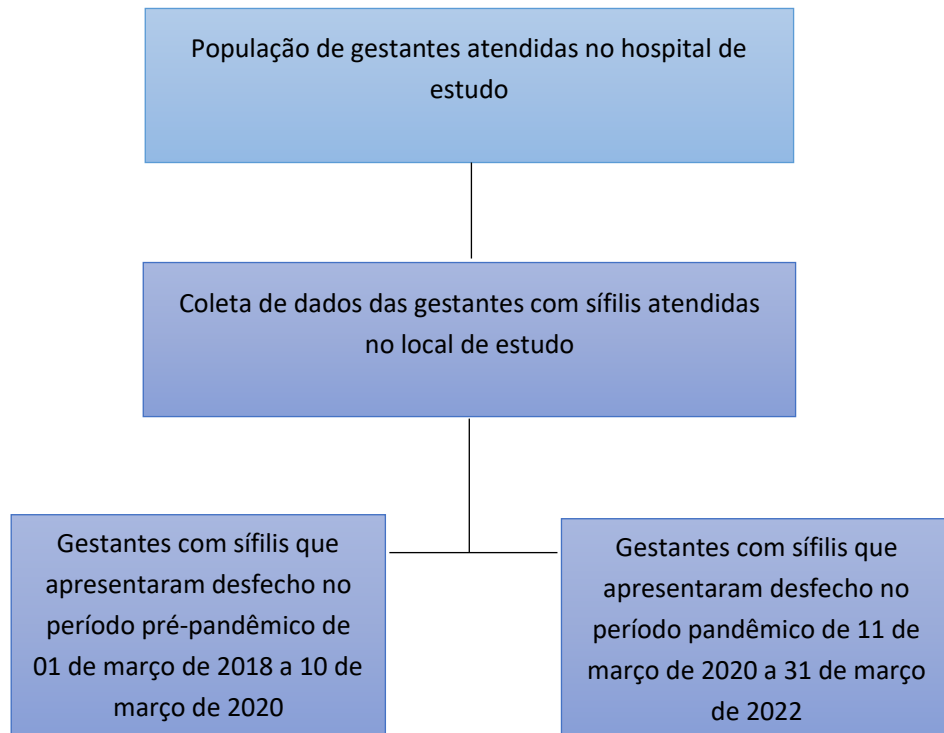 População de gestantes atendidas no hospital de
estudo
Coleta de dados das gestantes com sífilis atendidas
no local de estudo
Gestantes com sífilis que
apresentaram desfecho no
período pré-pandêmico de
01 de março de 2018 a 10 de
março de 2020
Gestantes com sífilis que
apresentaram desfecho no
período pandêmico de 11 de
março de 2020 a 31 de março
de 2022